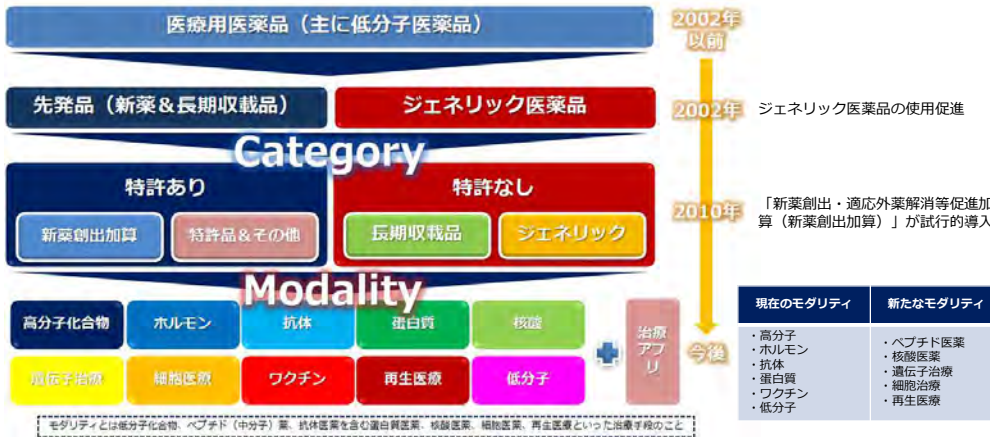 医療用医薬品（主に低分子医薬品）
2002年
以前
先発品（新薬＆長期収載品）
ジェネリック医薬品
2002年
ジェネリック医薬品の使用促進
Category
特許あり
特許なし
新薬創出加算
特許品＆その他
長期収載品
ジェネリック
2010年
「新薬創出・適応外薬解消等促進加
算（新薬創出加算）」が試行的導入
Modality
高分子化合物
ホルモン
抗体
蛋白質
核酸
遺伝子治療
細胞医療
ワクチン
再生医療
低分子
治療
アプ
リ
今後
現在のモダリティ
新たなモダリティ
・高分子
・ホルモン
・抗体
・蛋白質
・ワクチン
・低分子
・ペプチド医薬
・核酸医薬
・遺伝子治療
・細胞治療
・再生医療
モダリティとは低分子化合物、ペプチド（中分子）薬、抗体医薬を含む蛋白質医薬、核酸医薬、細胞医薬、再生医療といった治療手段のこと